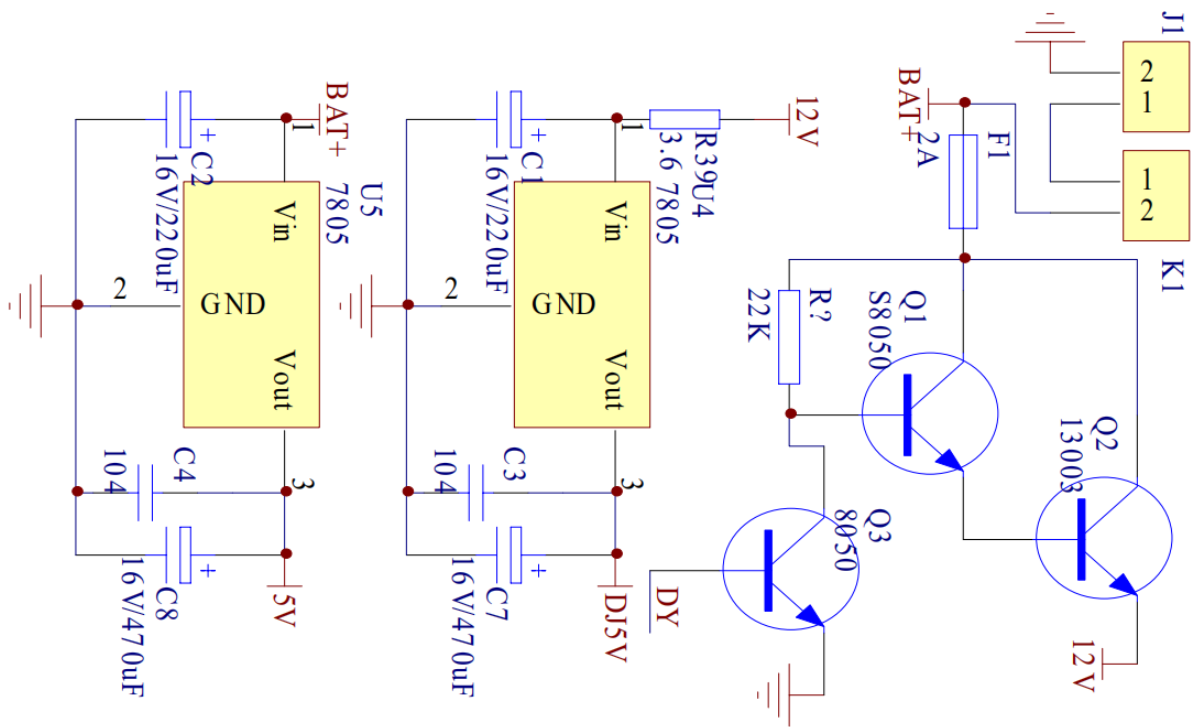 J1
2
1
1
2
K1
BAT+
F1
2A
R?
22K
Q1
S8050
Q2
13003
Q3
8050
DY
12V
12V
R39
3.6
U4
7805
1
Vin
GND
Vout
2
3
C1
16V/220uF
C3
104
C7
16V/470uF
DJ5V
BAT+
U5
7805
1
Vin
GND
Vout
2
3
C2
16V/220uF
C4
104
C8
16V/470uF
5V